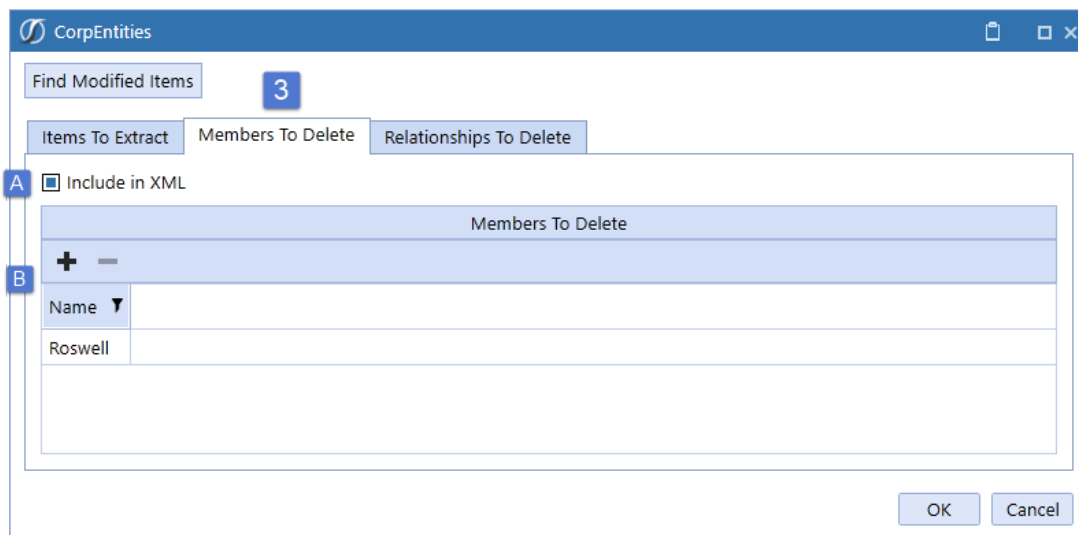 CorpEntities
Find Modified Items
3
Items To Extract
Members To Delete
Relationships To Delete
A
Include in XML
Members To Delete
B
Name
Roswell
OK
Cancel